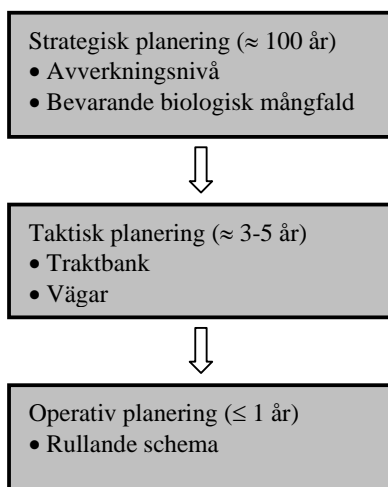 Strategisk planering (≈ 100 år)
• Avverkningsnivå
• Bevarande biologisk mångfald
Taktisk planering (≈ 3-5 år)
• Traktbank
• Vägar
Operativ planering (≤ 1 år)
• Rullande schema